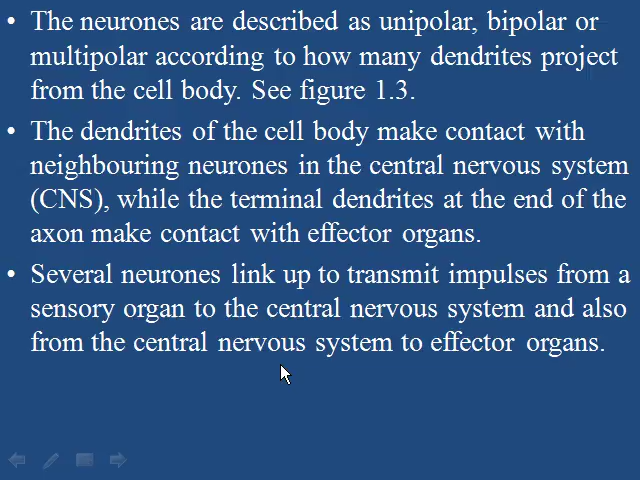 • The neurones are described as unipolar, bipolar or
multipolar according to how many dendrites project
from the cell body. See figure 1.3.
• The dendrites of the cell body make contact with
neighbouring neurones in the central nervous system
(CNS), while the terminal dendrites at the end of the
axon make contact with effector organs.
• Several neurones link up to transmit impulses from a
sensory organ to the central nervous system and also
from the central nervous system to effector organs.